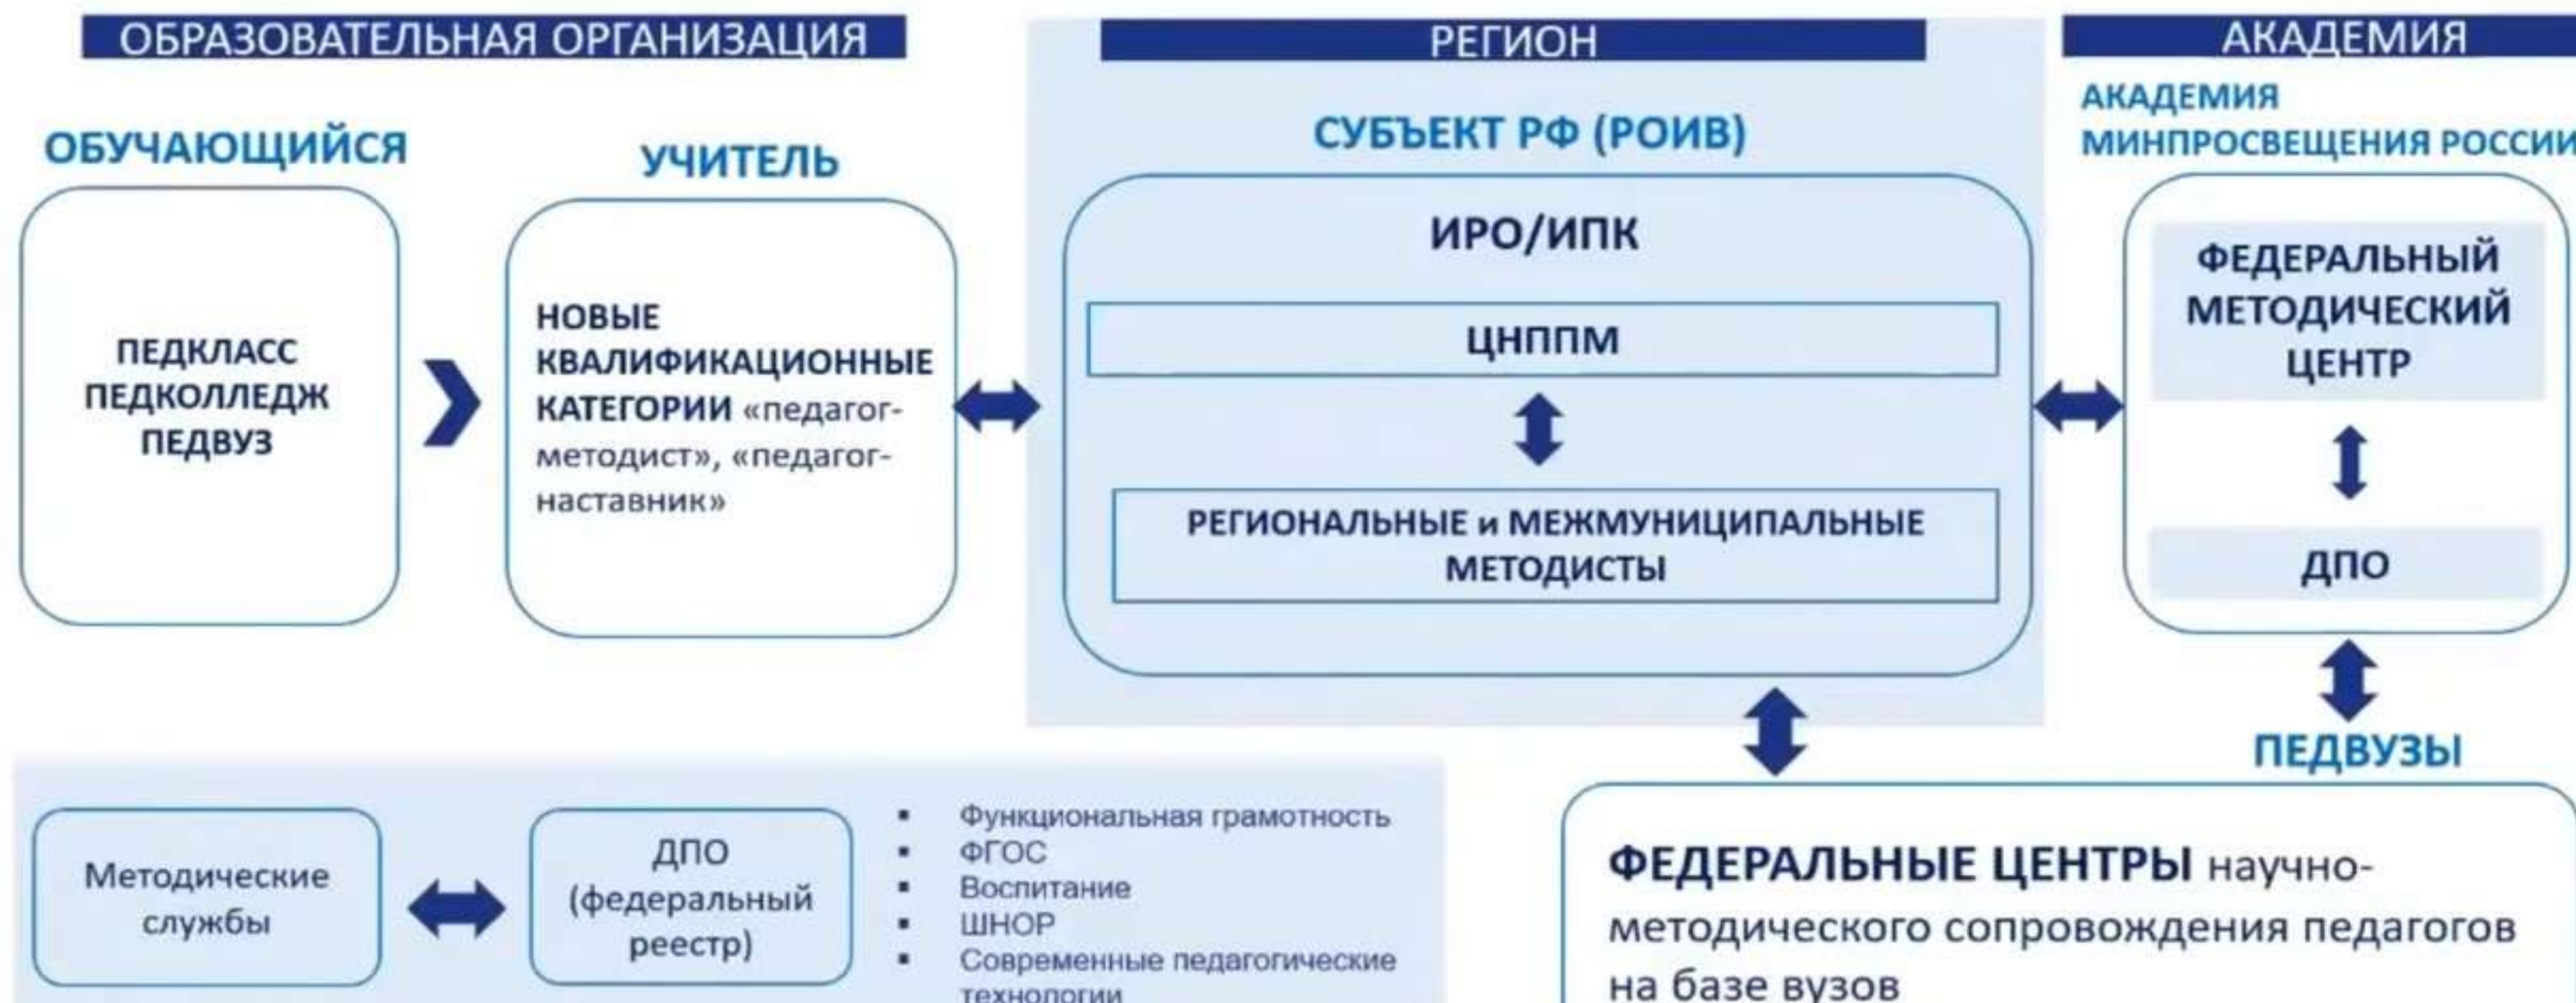 ОБРАЗОВАТЕЛЬНАЯ ОРГАНИЗАЦИЯ
РЕГИОН
АКАДЕМИЯ
ОБУЧАЮЩИЙСЯ
ПЕДКЛАСС
ПЕДКОЛЛЕДЖ
ПЕДВУЗ
УЧИТЕЛЬ
НОВЫЕ
КВАЛИФИКАЦИОННЫЕ
КАТЕГОРИИ «педагог-
методист», «педагог-
наставник»
СУБЪЕКТ РФ (РОИВ)
ИРО/ИПК
ЦНППМ
РЕГИОНАЛЬНЫЕ и МЕЖМУНИЦИПАЛЬНЫЕ
МЕТОДИСТЫ
АКАДЕМИЯ
МИНПРОСВЕЩЕНИЯ РОССИИ
ФЕДЕРАЛЬНЫЙ
МЕТОДИЧЕСКИЙ
ЦЕНТР
ДПО
Методические
службы
ДПО
(федеральный
реестр)
▪ Функциональная грамотность
▪ ФГОС
▪ Воспитание
▪ ШНОР
▪ Современные педагогические
технологии
ПЕДВУЗЫ
ФЕДЕРАЛЬНЫЕ ЦЕНТРЫ научно-
методического сопровождения педагогов
на базе вузов